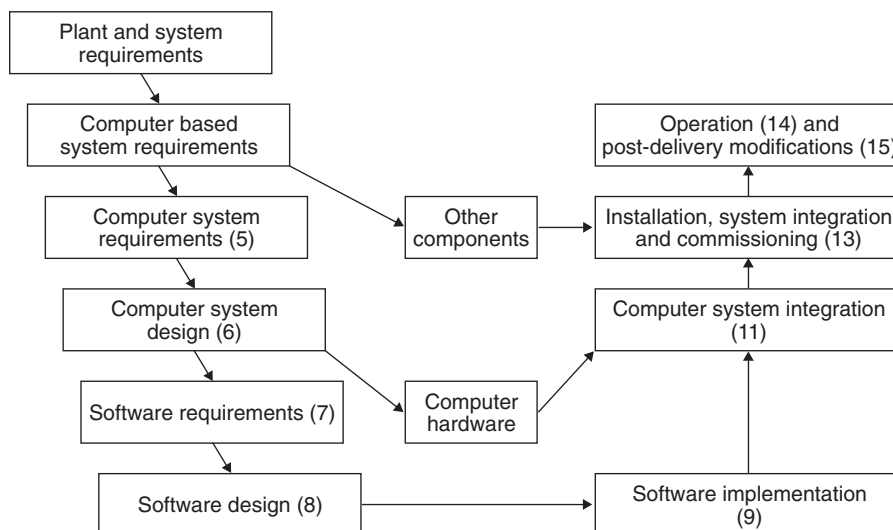 Plant and system
requirements
Computer based
system requirements
Operation (14) and
post-delivery modifications (15)
Computer system
requirements (5)
Other
components
Installation, system integration
and commissioning (13)
Computer system
design (6)
Computer system integration
(11)
Software requirements (7)
Computer
hardware
Software design (8)
Software implementation
(9)